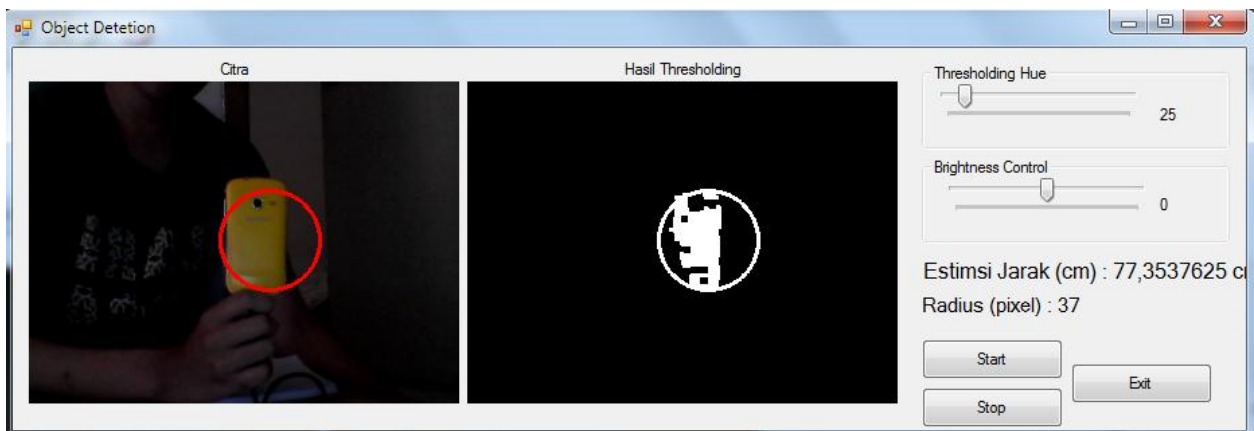 Object Detetion
Citra
Hasil Thresholding
Thresholding Hue
25
Brightness Control
0
Estimsi Jarak (cm) : 77,3537625 c
Radius (pixel) : 37
Start
Exit
Stop